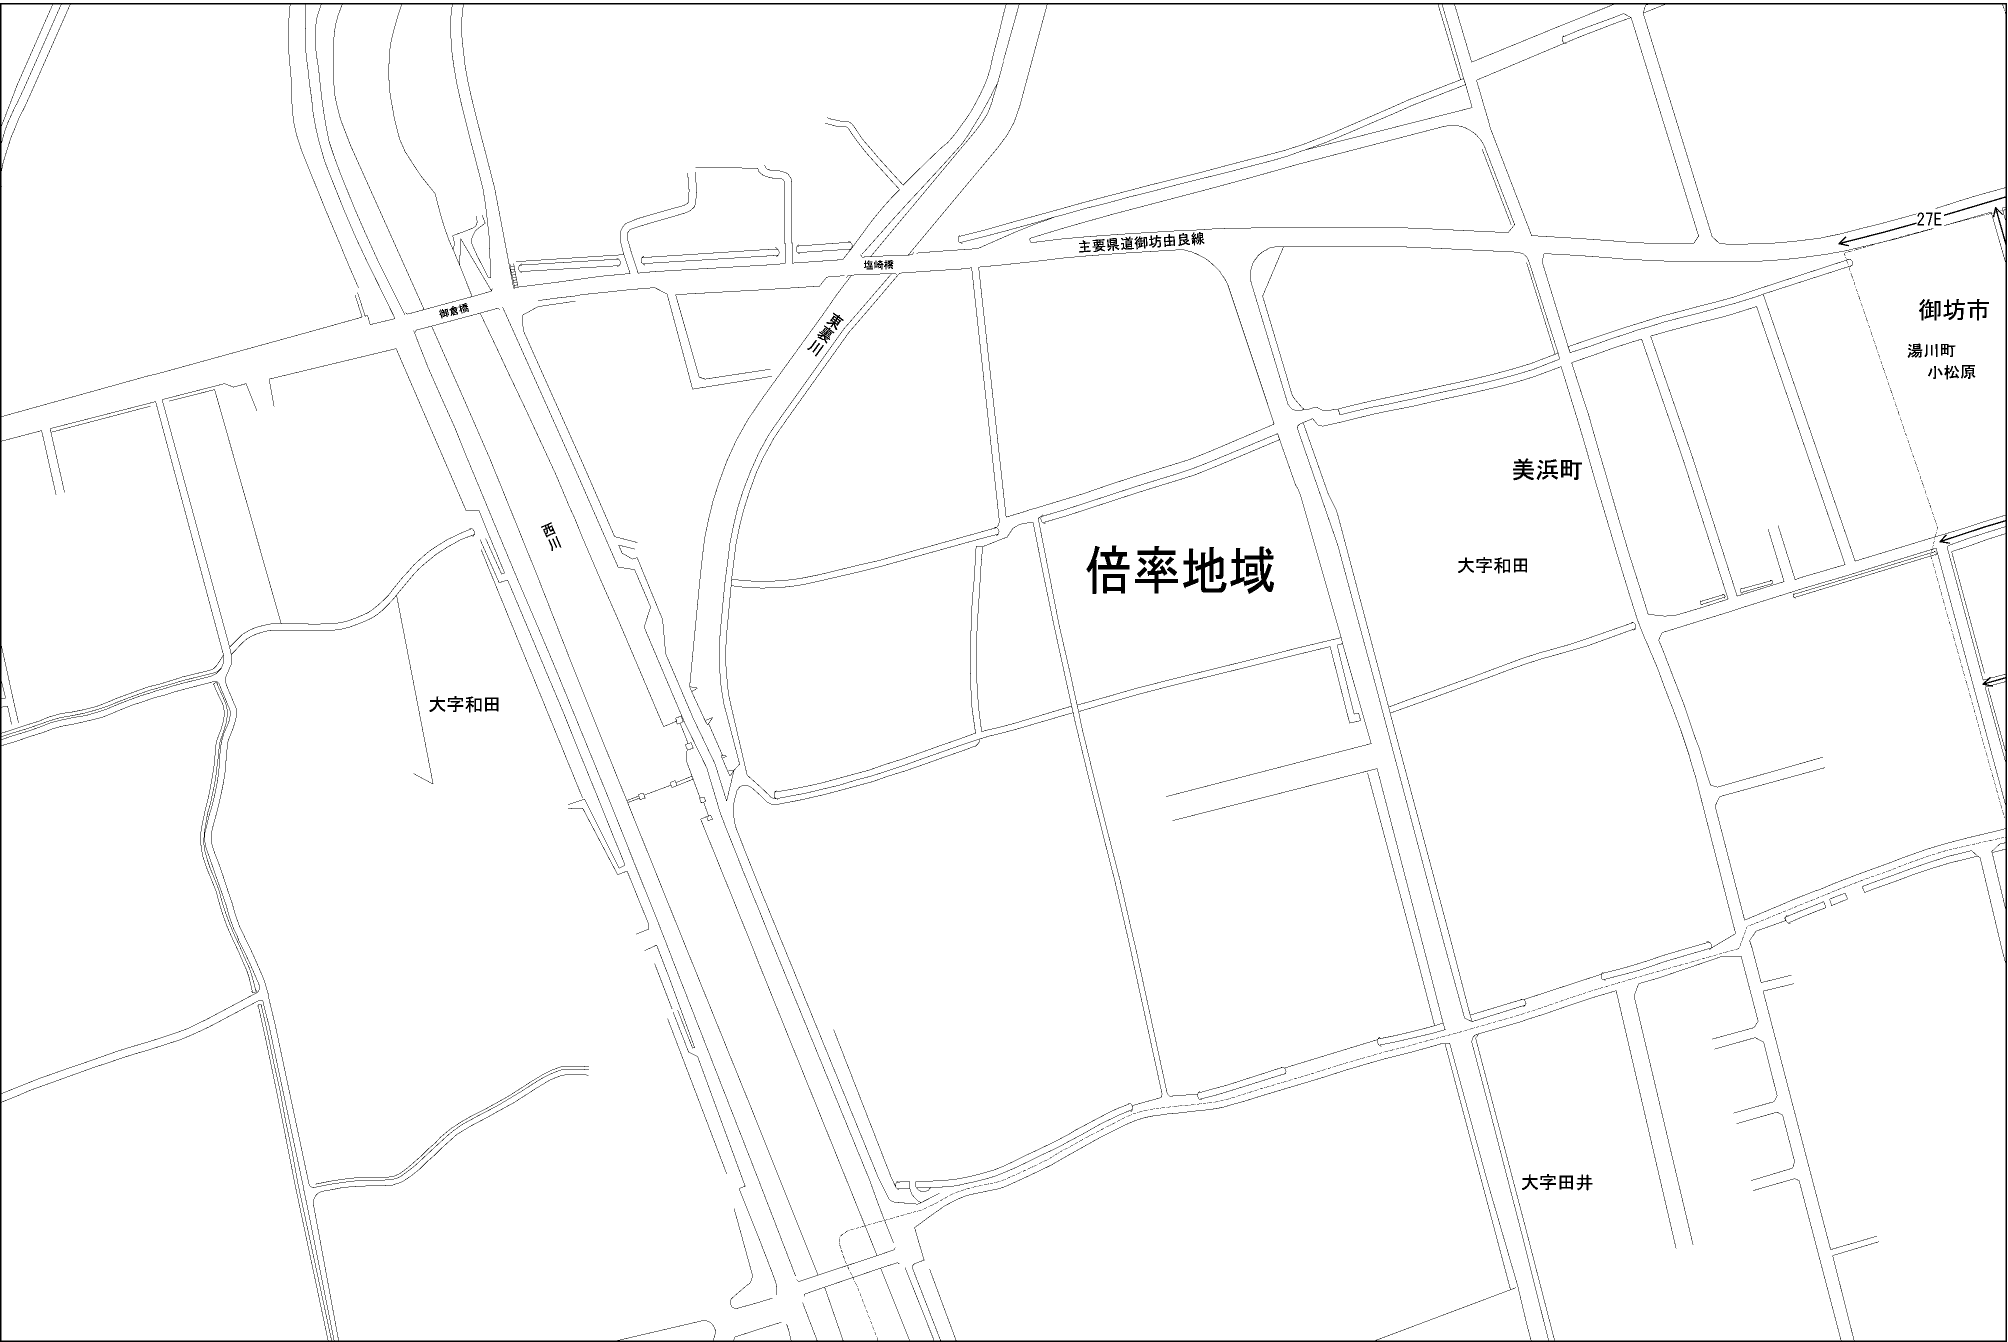 27E
主要県道御坊由良線
塩崎橋
御倉橋
東裏川
御坊市
湯川町
小松原
美浜町
西川
倍率地域
大字和田
大字和田
大字田井